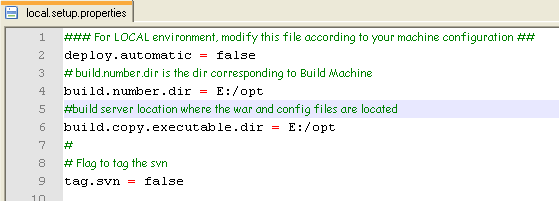 local.setup.properties
1 ### For LOCAL environment, modify this file according to your machine configuration ##
2 deploy.automatic = false
3 # build.number.dir is the dir corresponding to Build Machine
4 build.number.dir = E:/opt
5 #build server location where the war and config files are located
6 build.copy.executable.dir = E:/opt
7 #
8 # Flag to tag the svn
9 tag.svn = false
10